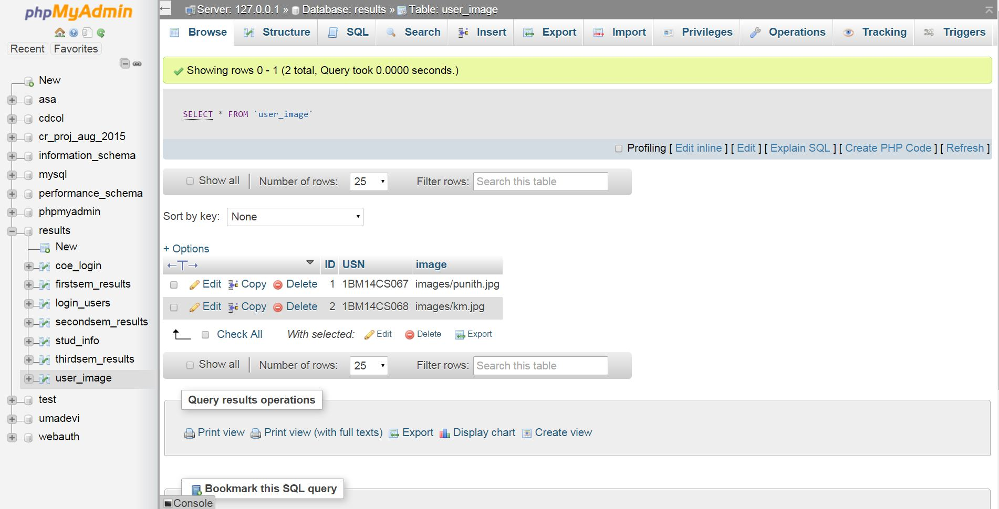 phpMyAdmin
Recent Favorites
New
asa
cdcol
cr_proj_aug_2015
information_schema
mysql
performance_schema
phpmyadmin
results
New
coe_login
firstsem_results
login_users
secondsem_results
stud_info
thirdsem_results
user_image
test
umadevi
webauth
Server: 127.0.0.1 » Database: results » Table: user_image
Browse Structure SQL Search Insert Export Import Privileges Operations Tracking Triggers
Showing rows 0 - 1 (2 total, Query took 0.0000 seconds.)
SELECT * FROM `user_image`
Profiling [ Edit inline ] [ Edit ] [ Explain SQL ] [ Create PHP Code ] [ Refresh ]
Show all | Number of rows: 25 Filter rows: Search this table
Sort by key: None
+ Options
←T→ ID USN image
Edit Copy Delete 1 1BM14CS067 images/punith.jpg
Edit Copy Delete 2 1BM14CS068 images/km.jpg
Check All With selected: Edit Delete Export
Show all | Number of rows: 25 Filter rows: Search this table
Query results operations
Print view Print view (with full texts) Export Display chart Create view
Bookmark this SQL query
Console